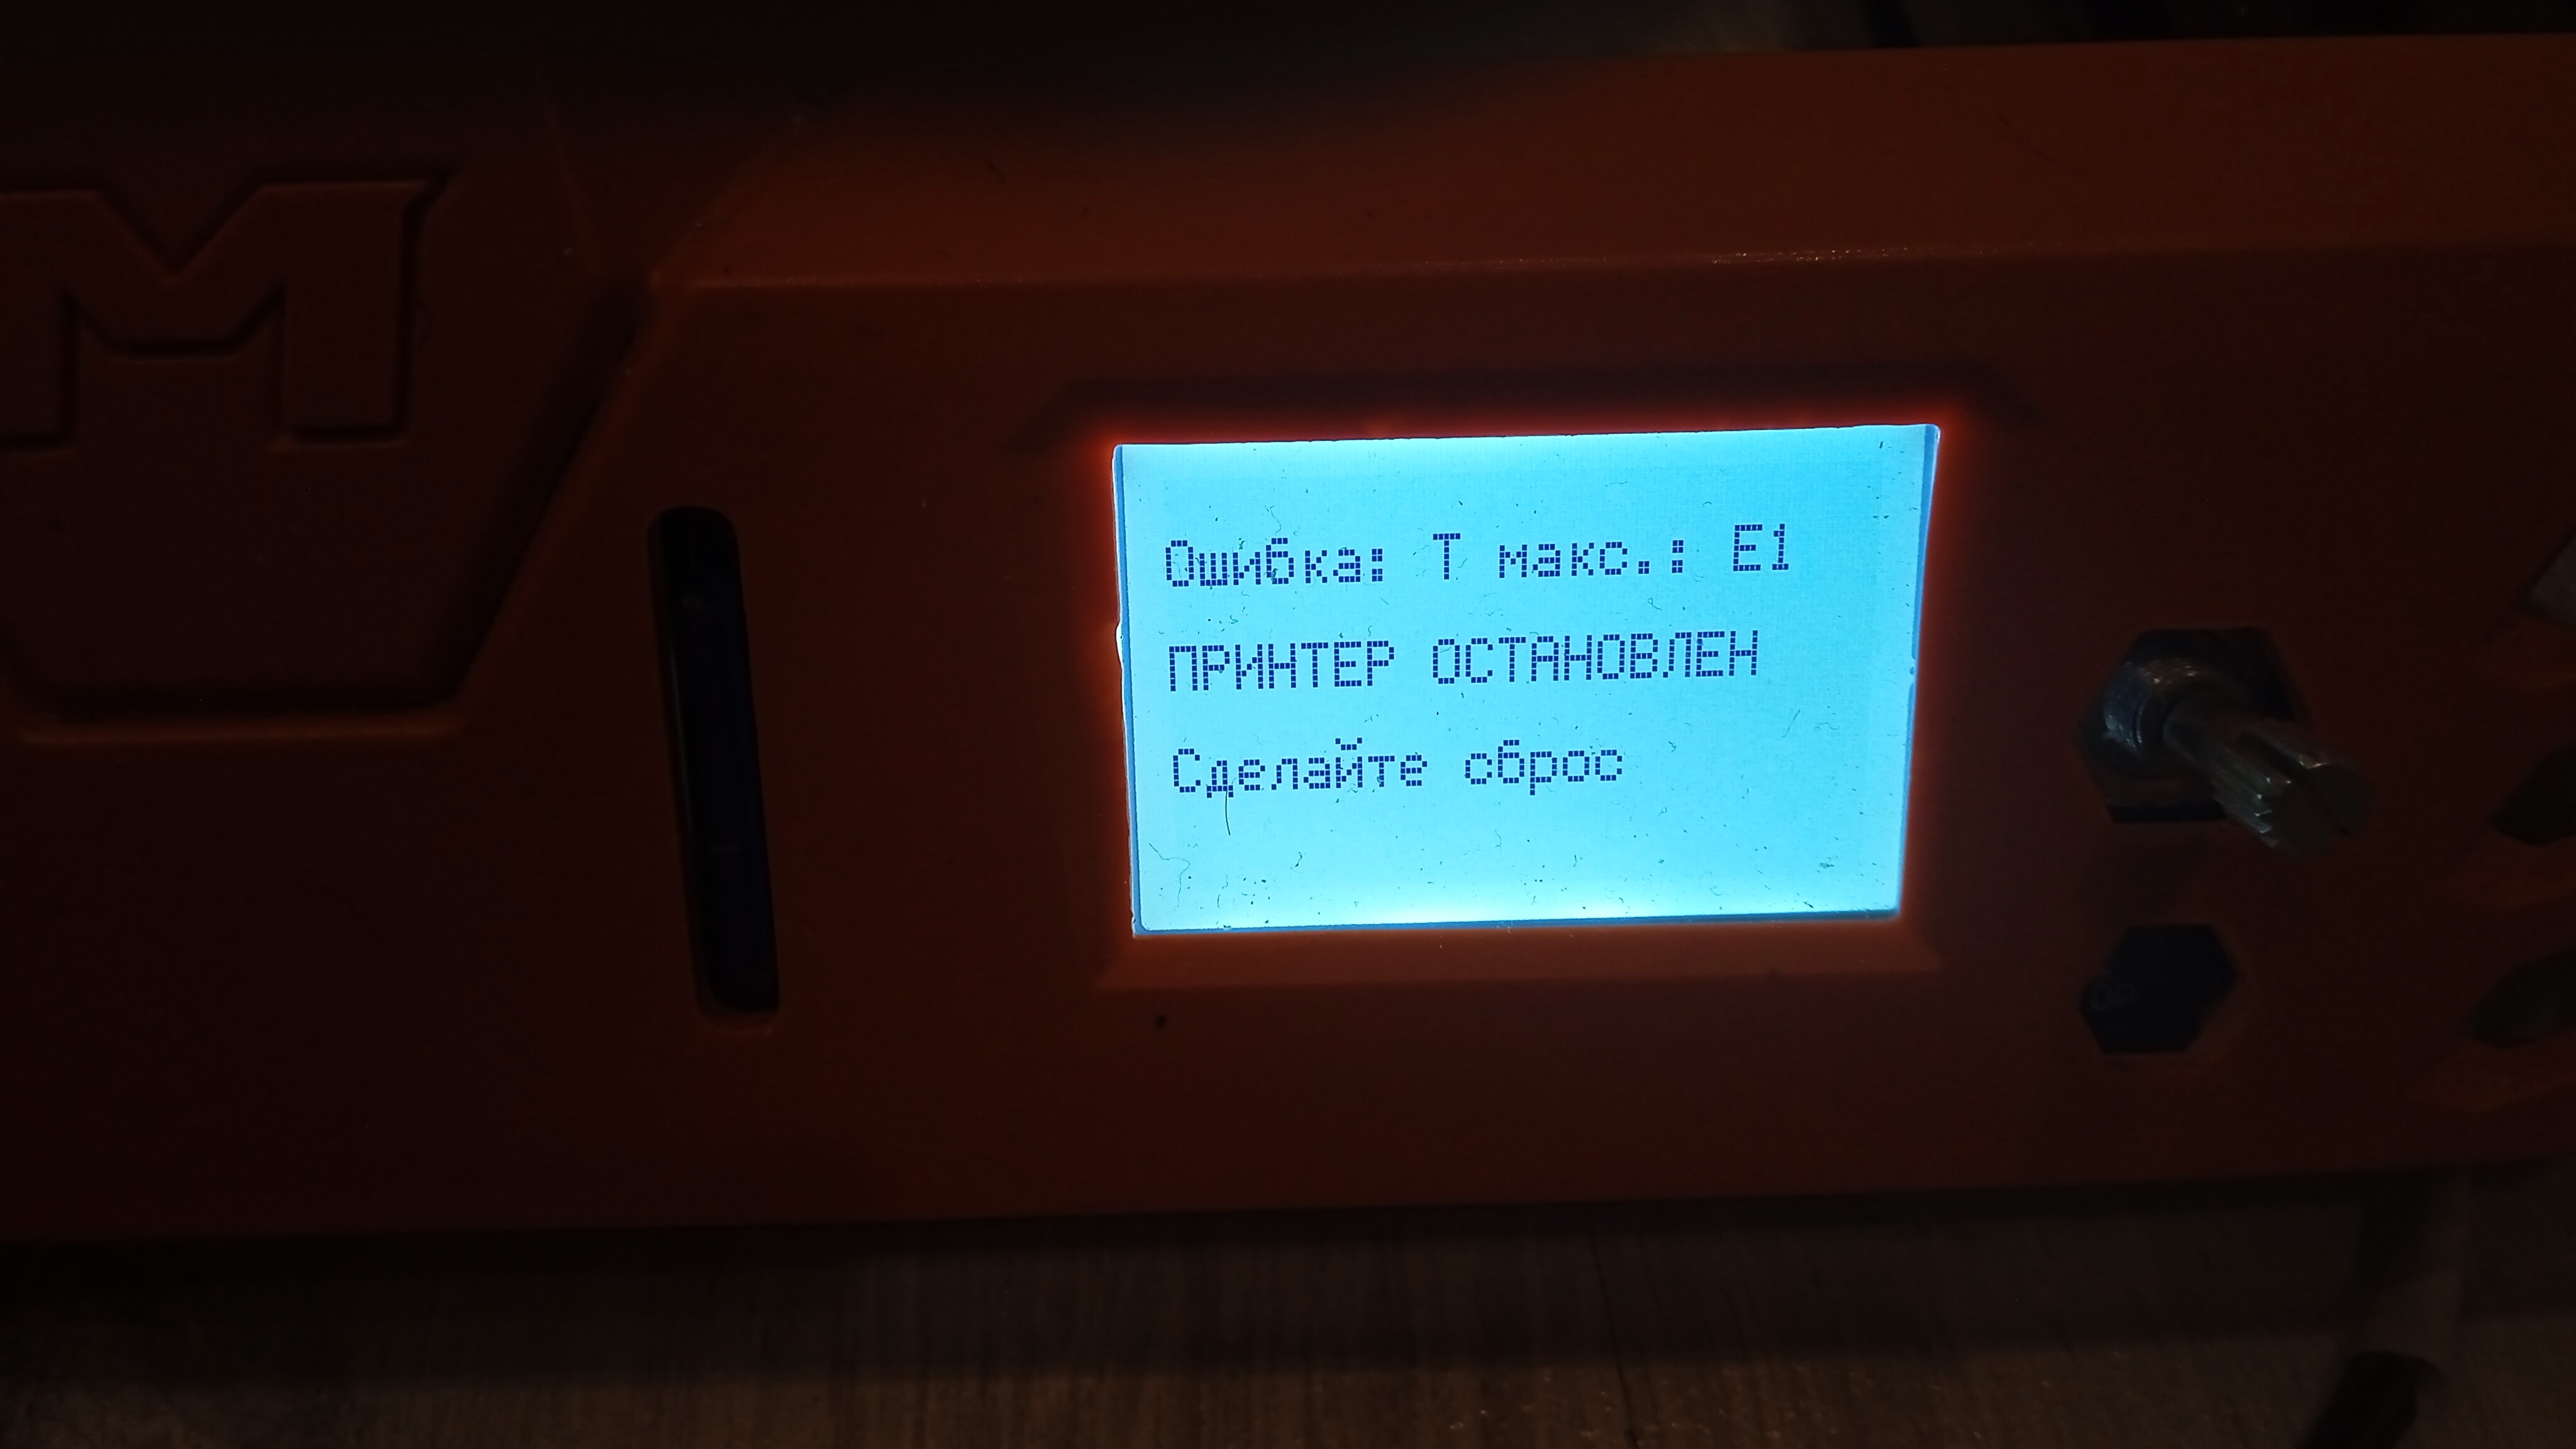 M
Ошибка: Т макс.: E1
ПРИНТЕР ОСТАНОВЛЕН
Сделайте сброс